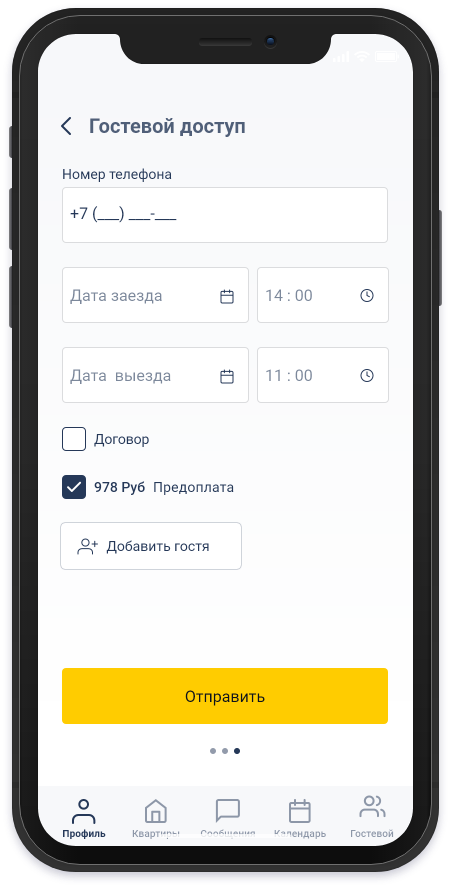 Гостевой доступ
Номер телефона
+7 (___) ___-___
Дата заезда
14 : 00
Дата выезда
11 : 00
Договор
978 Руб Предоплата
Добавить гостя
Отправить
Профиль Квартиры Сообщения Календарь Гостевой